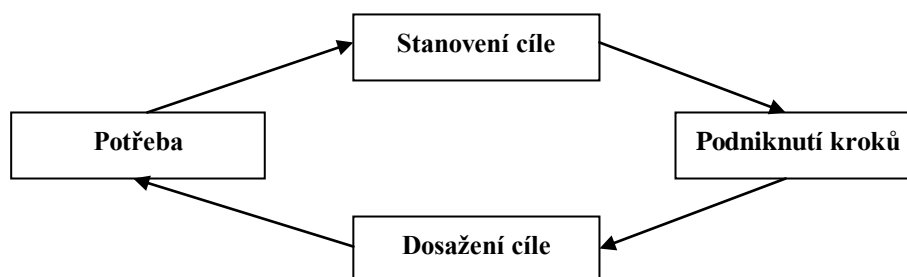 Stanovení cíle
Potřeba
Podniknutí kroků
Dosažení cíle